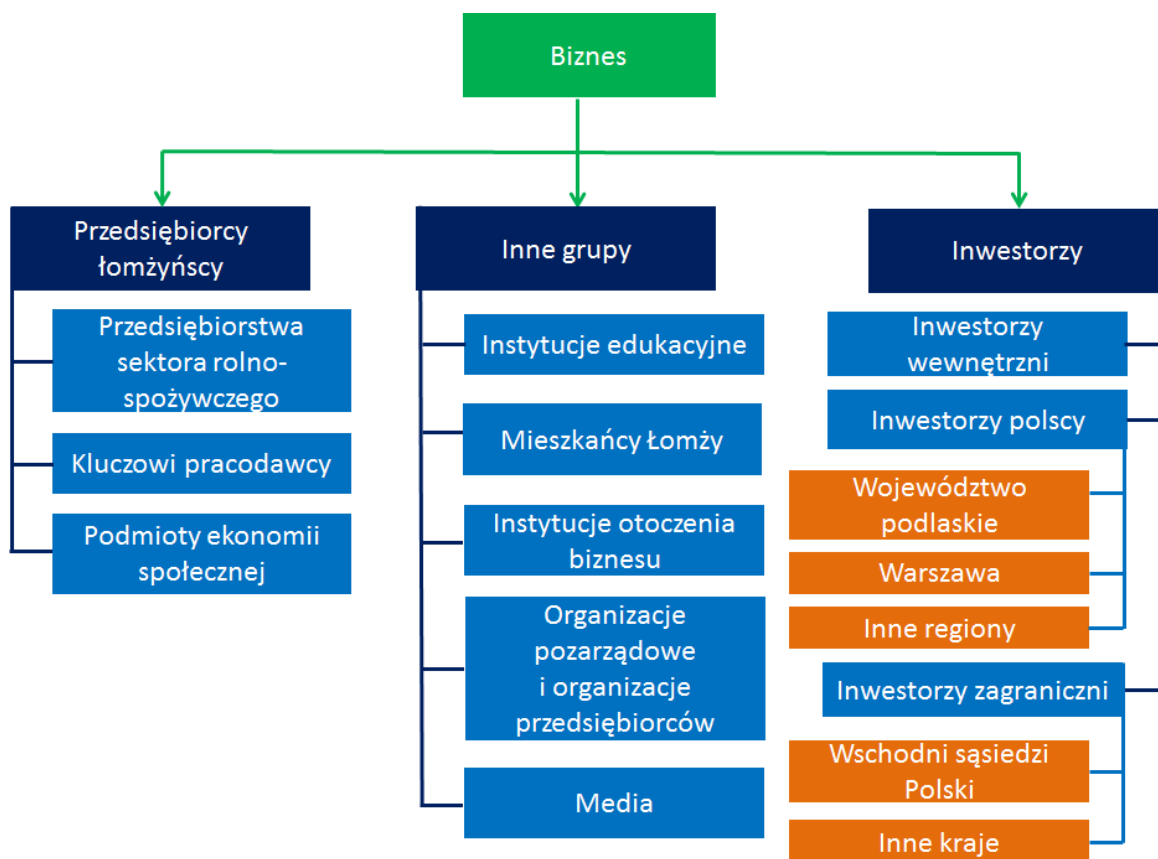 Biznes
Przedsiębiorcy
łomżyńscy
Przedsiębiorstwa
sektora rolno-
spożywczego
Kluczowi pracodawcy
Podmioty ekonomii
społecznej
Inne grupy
Instytucje edukacyjne
Mieszkańcy Łomży
Instytucje otoczenia
biznesu
Organizacje
pozarządowe
i organizacje
przedsiębiorców
Media
Inwestorzy
Inwestorzy
wewnętrzni
Inwestorzy polscy
Województwo
podlaskie
Warszawa
Inne regiony
Inwestorzy zagraniczni
Wschodni sąsiedzi
Polski
Inne kraje